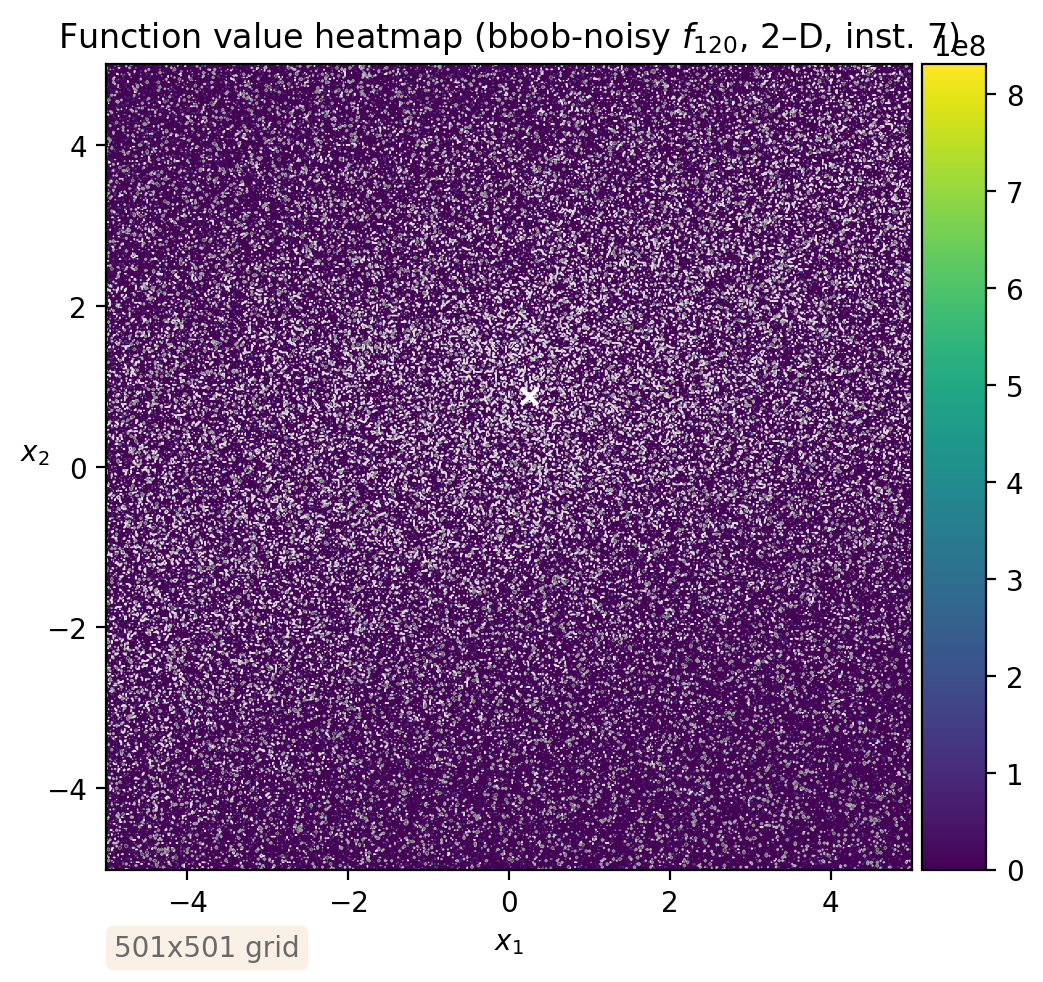 Function value heatmap (bbob-noisy f₁₂₀, 2–D, inst. 7)
1e8
8
7
6
5
4
3
2
1
0
4
2
0
−2
−4
x₂
−4 −2 0 2 4
x₁
501x501 grid